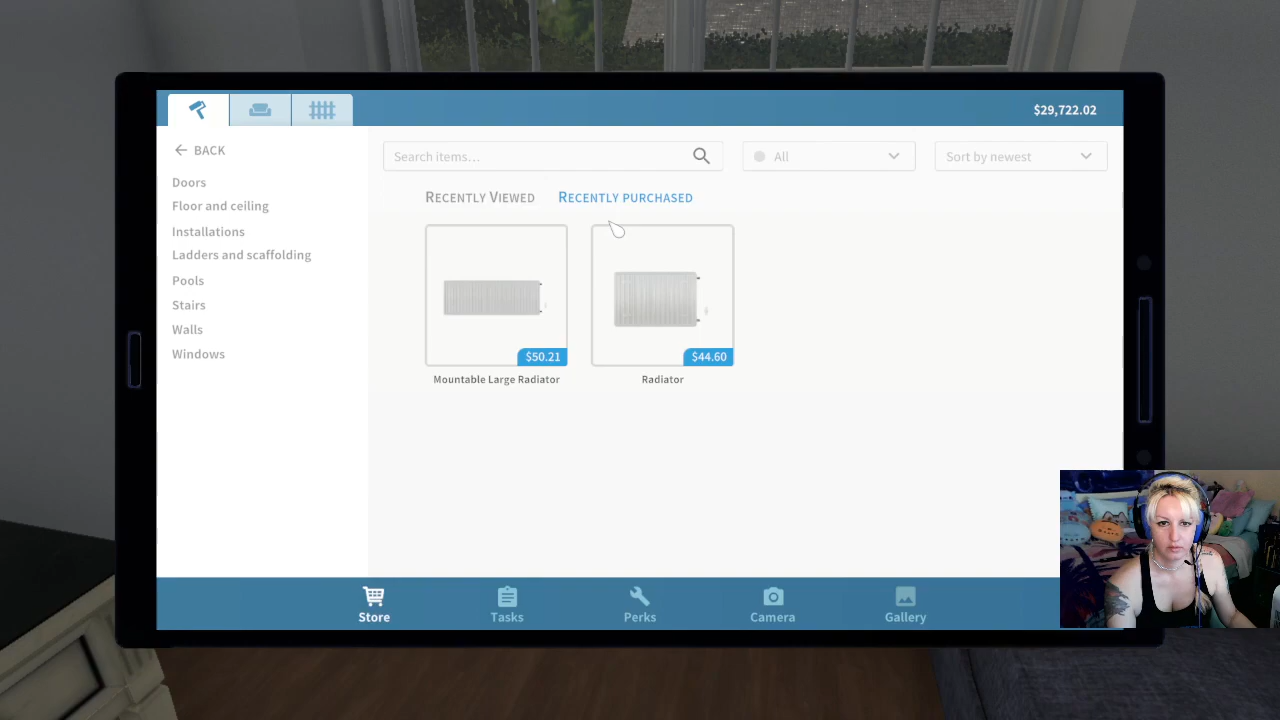 $29,722.02
BACK
Search items...
All
Sort by newest
Doors
Floor and ceiling
Installations
Ladders and scaffolding
Pools
Stairs
Walls
Windows
RECENTLY VIEWED
RECENTLY PURCHASED
$50.21
$44.60
Mountable Large Radiator
Radiator
Store
Tasks
Perks
Camera
Gallery